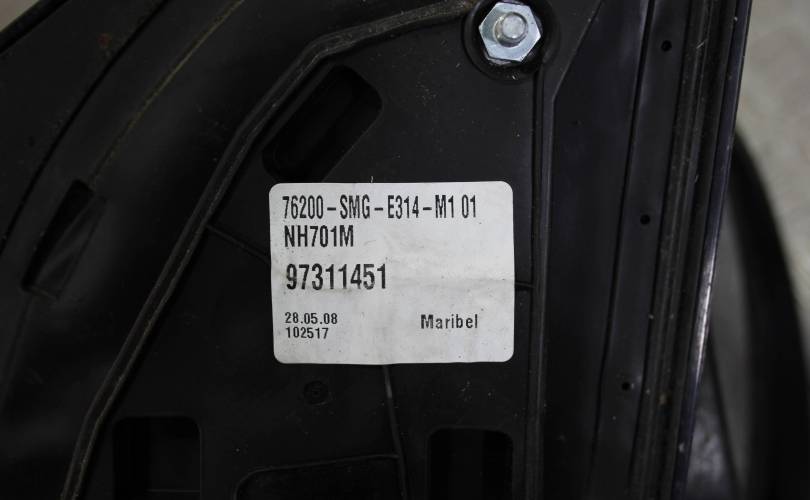 76200-SMG-E314-M1 01
NH701M
97311451
28.05.08
102517
Maribel